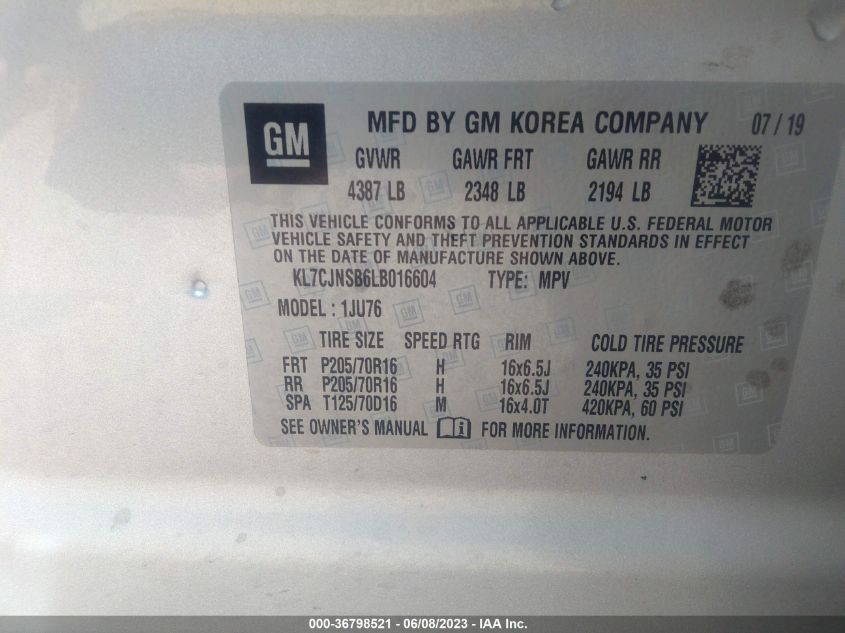 GM
MFD BY GM KOREA COMPANY 07 / 19
GVWR GAWR FRT GAWR RR
4387 LB 2348 LB 2194 LB
THIS VEHICLE CONFORMS TO ALL APPLICABLE U.S. FEDERAL MOTOR
VEHICLE SAFETY AND THEFT PREVENTION STANDARDS IN EFFECT
ON THE DATE OF MANUFACTURE SHOWN ABOVE.
KL7CJNSB6LB016604 TYPE: MPV
MODEL : 1JU76
TIRE SIZE SPEED RTG RIM COLD TIRE PRESSURE
FRT P205/70R16 H 16x6.5J 240KPA, 35 PSI
RR P205/70R16 H 16x6.5J 240KPA, 35 PSI
SPA T125/70D16 M 16x4.0T 420KPA, 60 PSI
SEE OWNER'S MANUAL i FOR MORE INFORMATION.
000-36798521 - 06/08/2023 - IAA Inc.